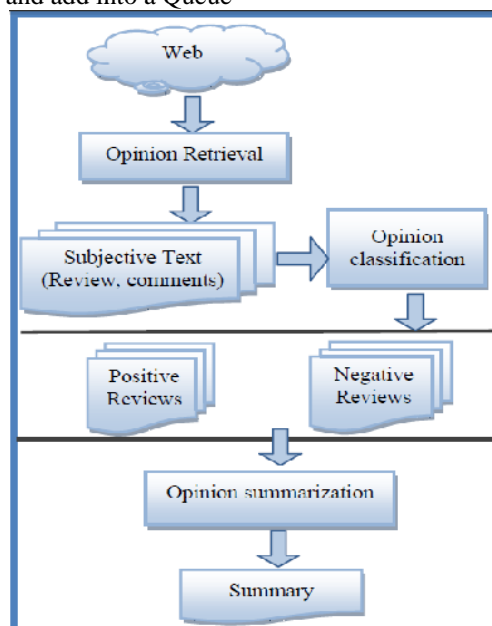 and add into a Queue
Web
Opinion Retrieval
Subjective Text
(Review, comments)
Opinion
classification
Positive
Reviews
Negative
Reviews
Opinion summarization
Summary